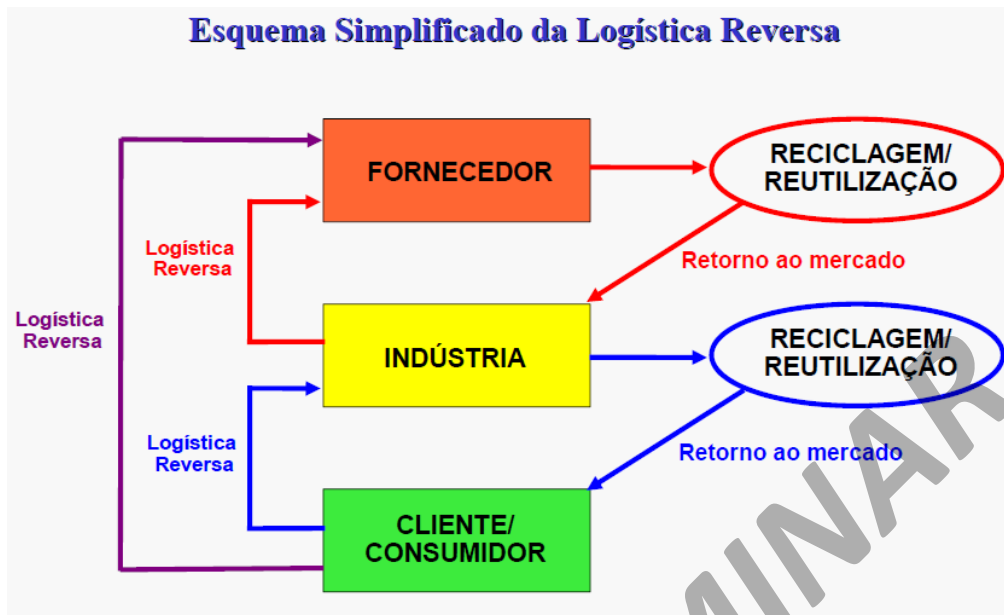 Esquema Simplificado da Logística Reversa
FORNECEDOR
RECICLAGEM/
REUTILIZAÇÃO
Logística
Reversa
Retorno ao mercado
Logística
Reversa
INDÚSTRIA
RECICLAGEM/
REUTILIZAÇÃO
Logística
Reversa
Retorno ao mercado
CLIENTE/
CONSUMIDOR
MINAR